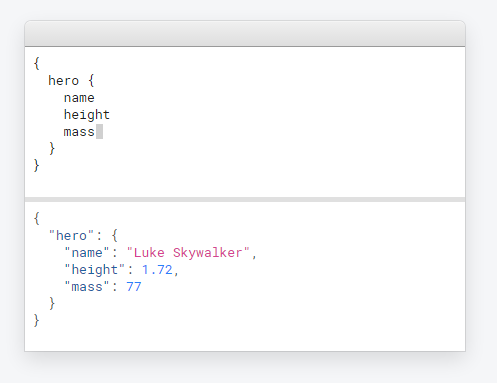 {
  hero {
    name
    height
    mass
  }
}
{
  "hero": {
    "name": "Luke Skywalker",
    "height": 1.72,
    "mass": 77
  }
}